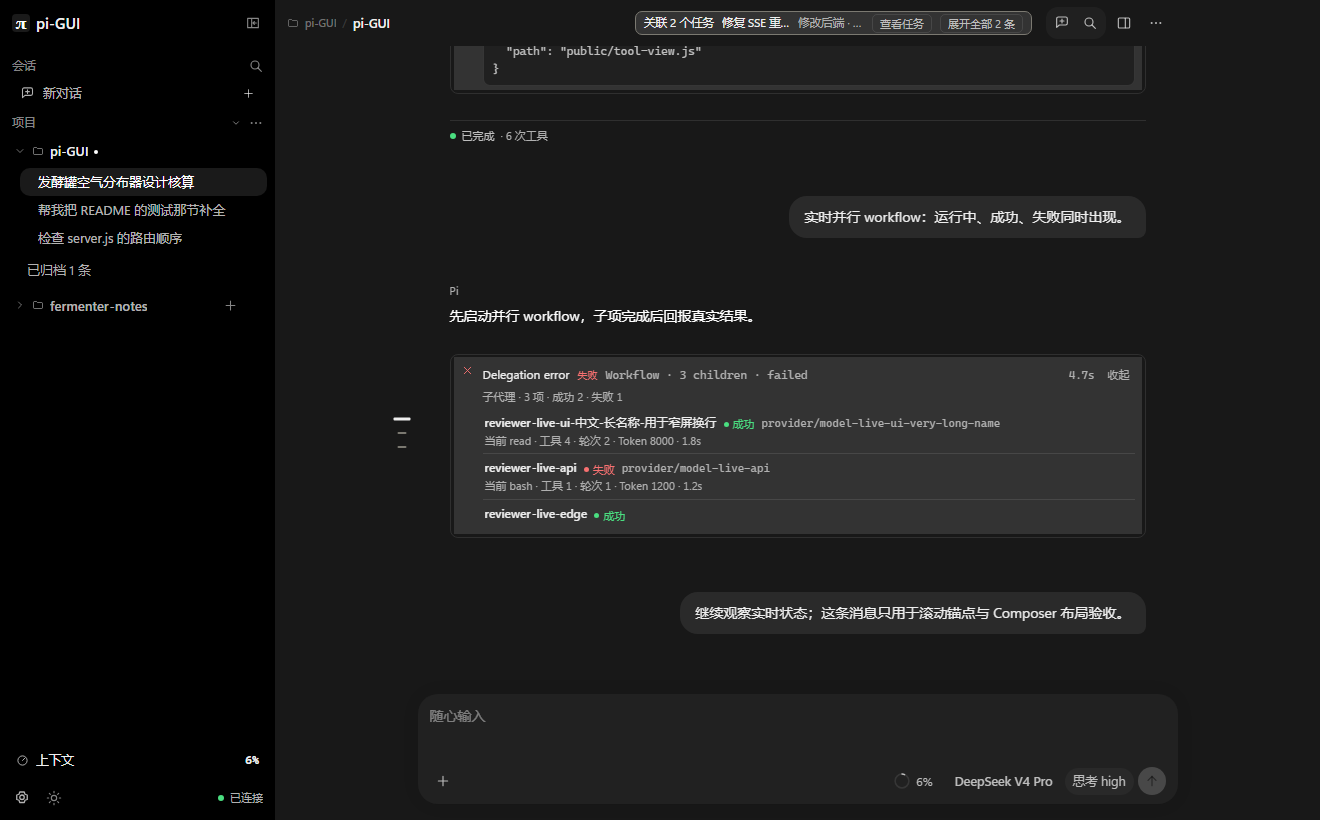 π pi-GUI
会话
新对话
项目
pi-GUI
发酵罐空气分布器设计核算
帮我把 README 的测试那节补全
检查 server.js 的路由顺序
已归档 1 条
fermenter-notes
上下文 6%
已连接
pi-GUI / pi-GUI
关联 2 个任务 修复 SSE 重... 修改后端 · ... 查看任务 展开全部 2 条
"path": "public/tool-view.js"
}
已完成 · 6 次工具
实时并行 workflow：运行中、成功、失败同时出现。
Pi
先启动并行 workflow，子项完成后回报真实结果。
Delegation error 失败 Workflow · 3 children · failed 4.7s 收起
子代理 · 3 项 · 成功 2 · 失败 1
reviewer-live-ui-中文-长名称-用于窄屏换行 成功 provider/model-live-ui-very-long-name
当前 read · 工具 4 · 轮次 2 · Token 8000 · 1.8s
reviewer-live-api 失败 provider/model-live-api
当前 bash · 工具 1 · 轮次 1 · Token 1200 · 1.2s
reviewer-live-edge 成功
继续观察实时状态；这条消息只用于滚动锚点与 Composer 布局验收。
随心输入
6% DeepSeek V4 Pro 思考 high